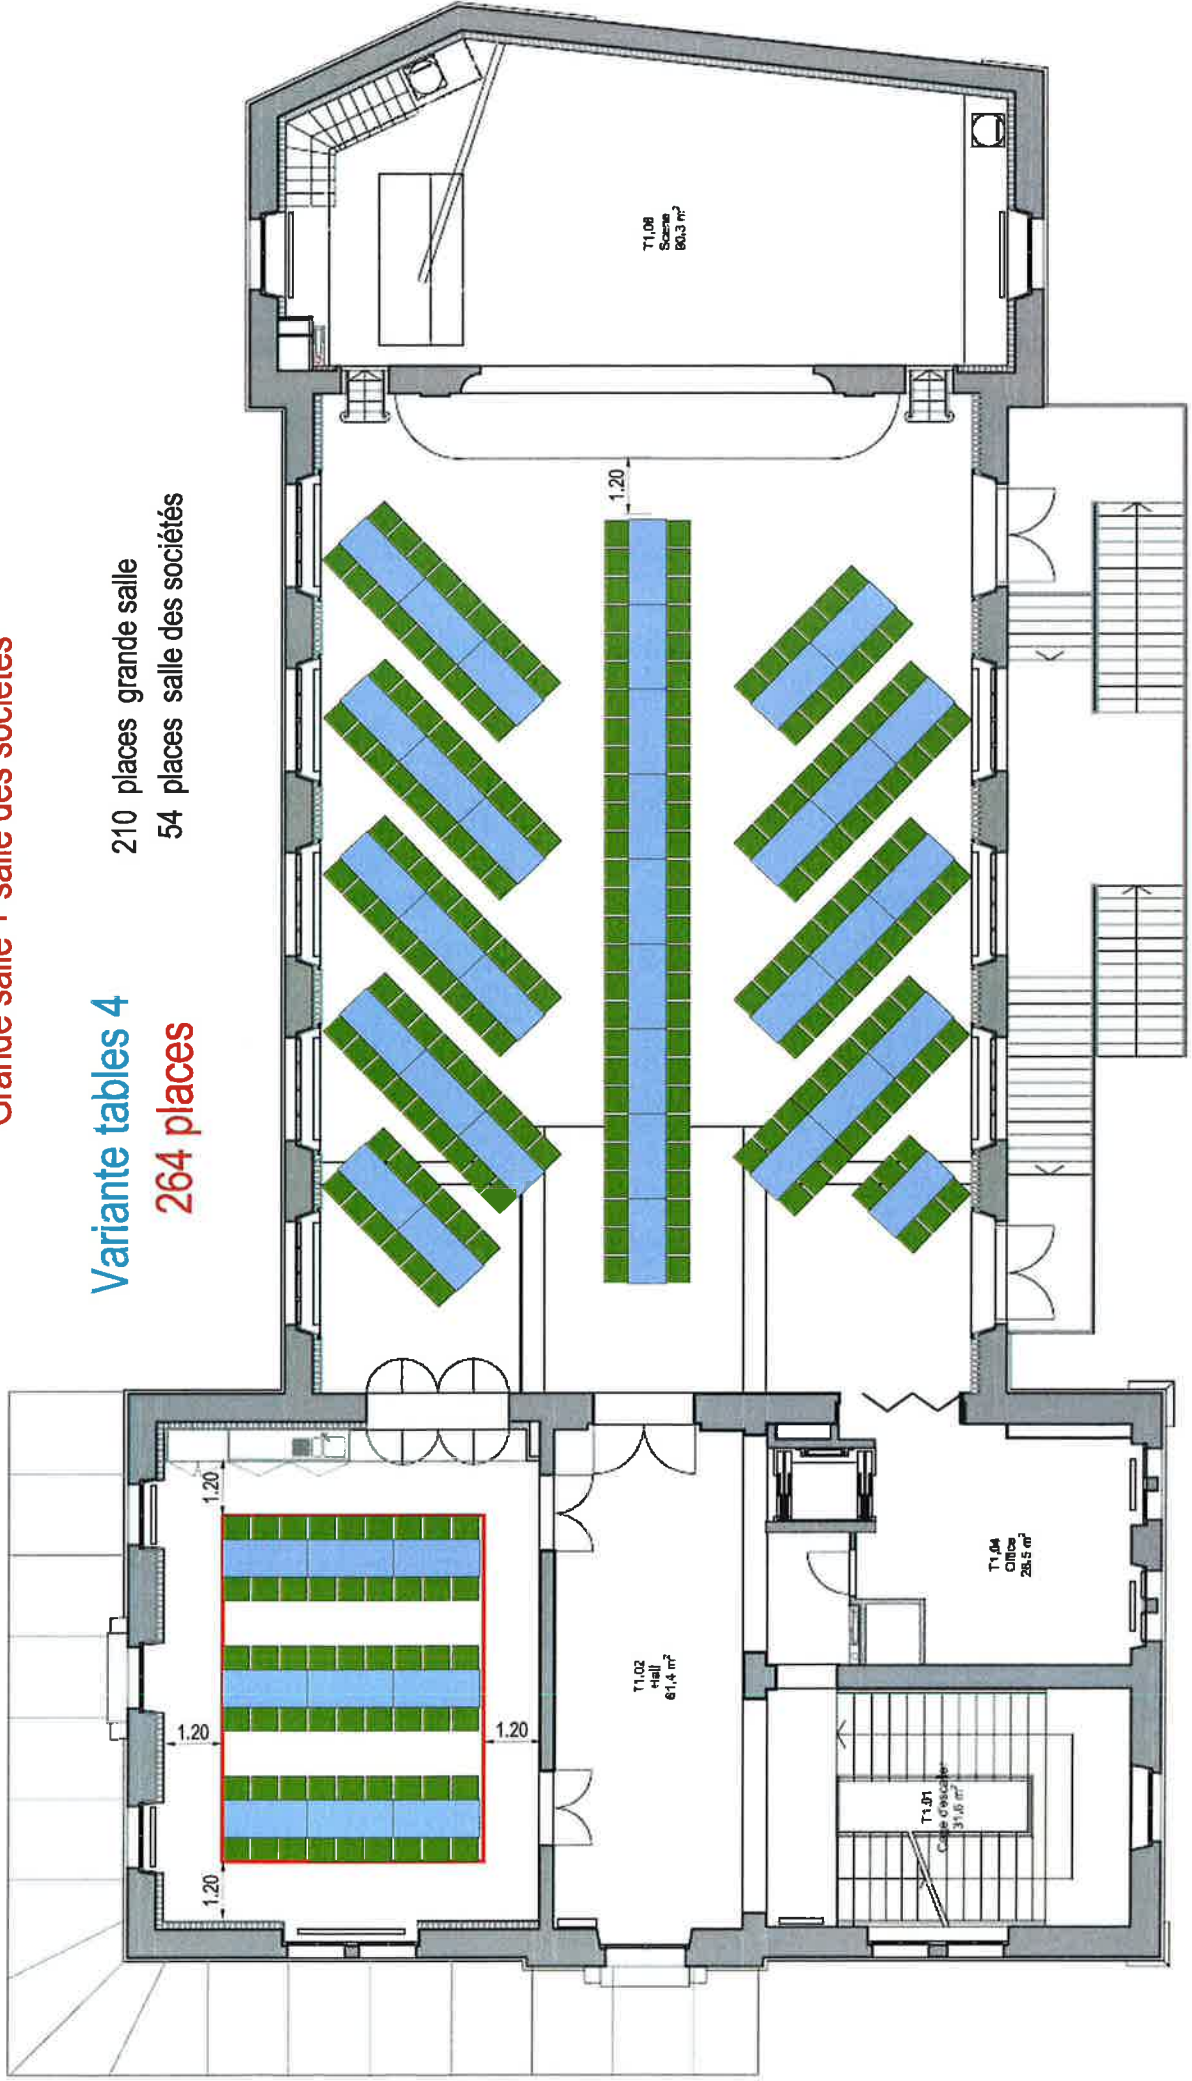 Grande salle + salle des sociétés
Variante tables 4
264 places
210 places grande salle
54 places salle des sociétés
T1.06
Scène
80.3 m²
1.20
1.20
1.20
1.20
1.20
T1.02
Hall
61.4 m²
T1.04
Office
28.5 m²
T1.01
Cage d'escalier
31.6 m²